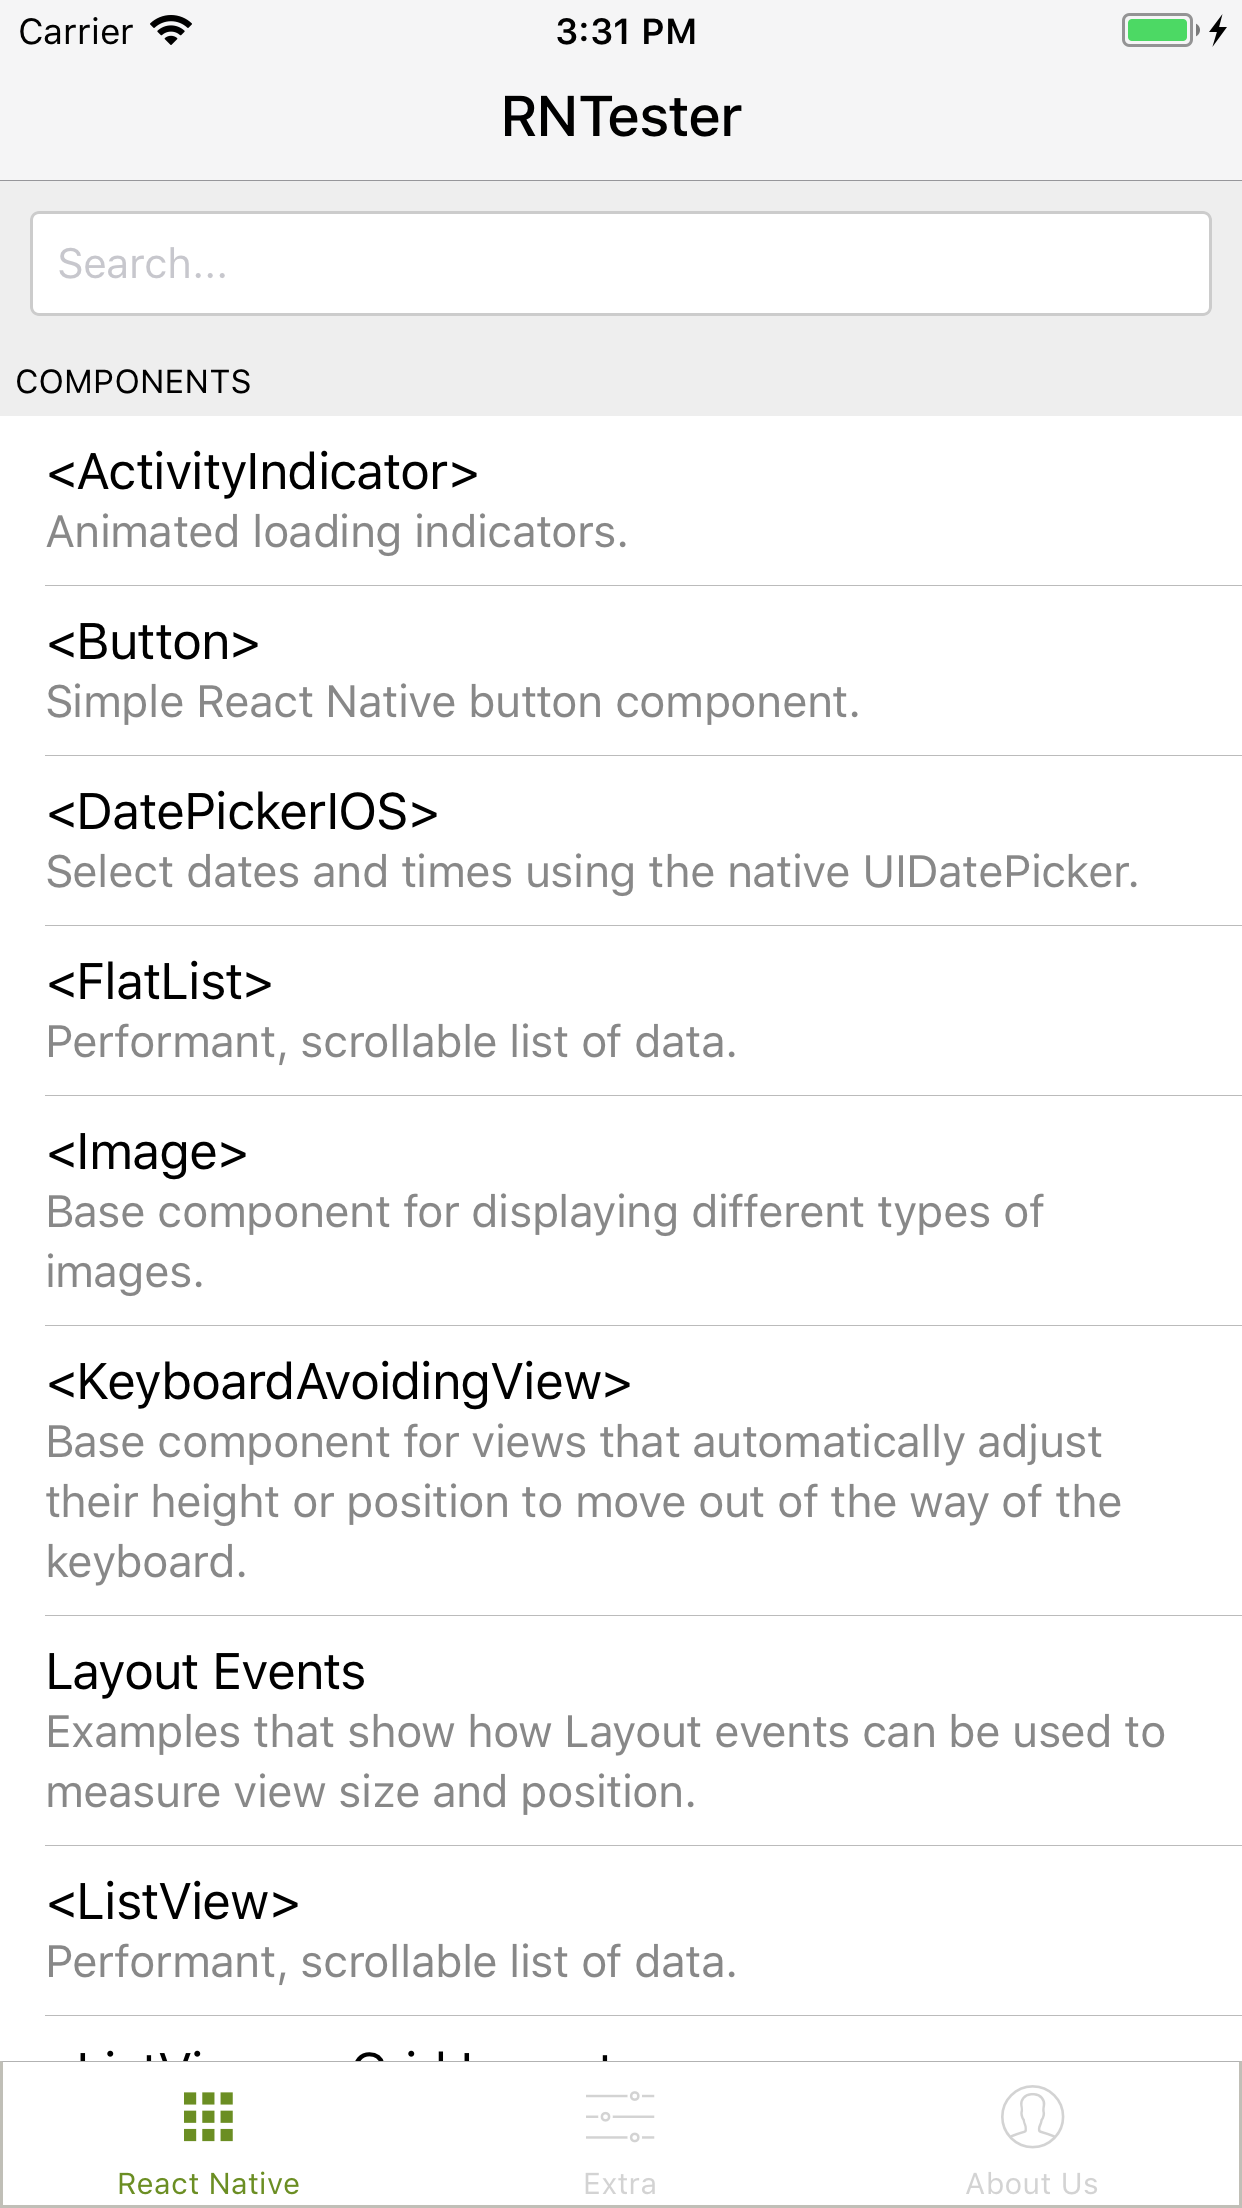 Carrier 3:31 PM
RNTester
Search...
COMPONENTS
<ActivityIndicator>
Animated loading indicators.
<Button>
Simple React Native button component.
<DatePickerIOS>
Select dates and times using the native UIDatePicker.
<FlatList>
Performant, scrollable list of data.
<Image>
Base component for displaying different types of
images.
<KeyboardAvoidingView>
Base component for views that automatically adjust
their height or position to move out of the way of the
keyboard.
Layout Events
Examples that show how Layout events can be used to
measure view size and position.
<ListView>
Performant, scrollable list of data.
React Native Extra About Us